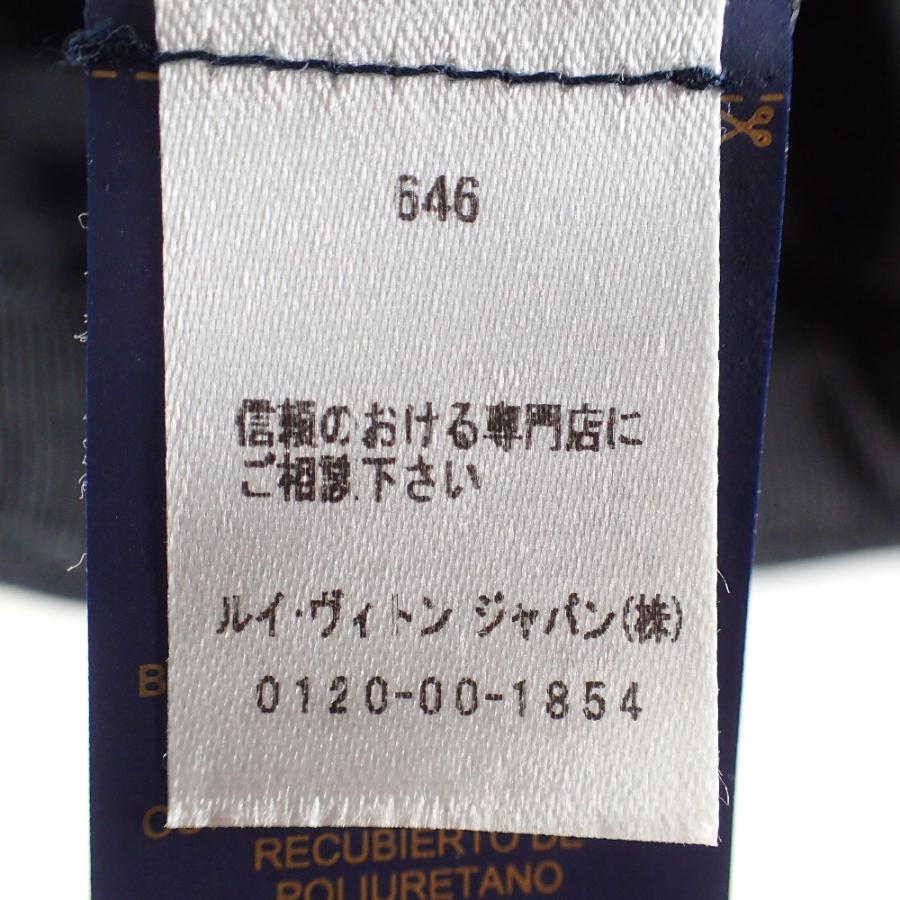 646
信頼のおける専門店に
ご相談下さい
ルイ・ヴィトン ジャパン(株)
0120-00-1854
RECUBIERTO DE
POLIURETANO